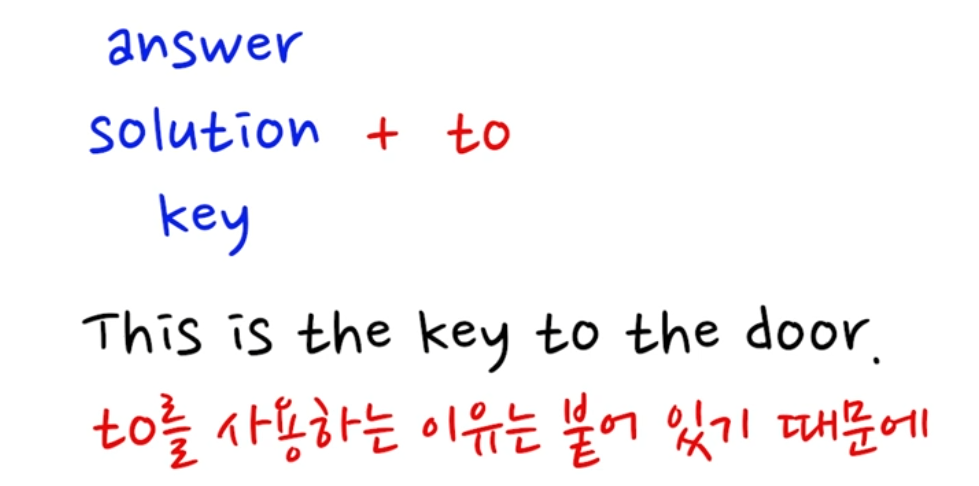 answer
solution + to
key
This is the key to the door.
to를 사용하는 이유는 붙어 있기 때문에